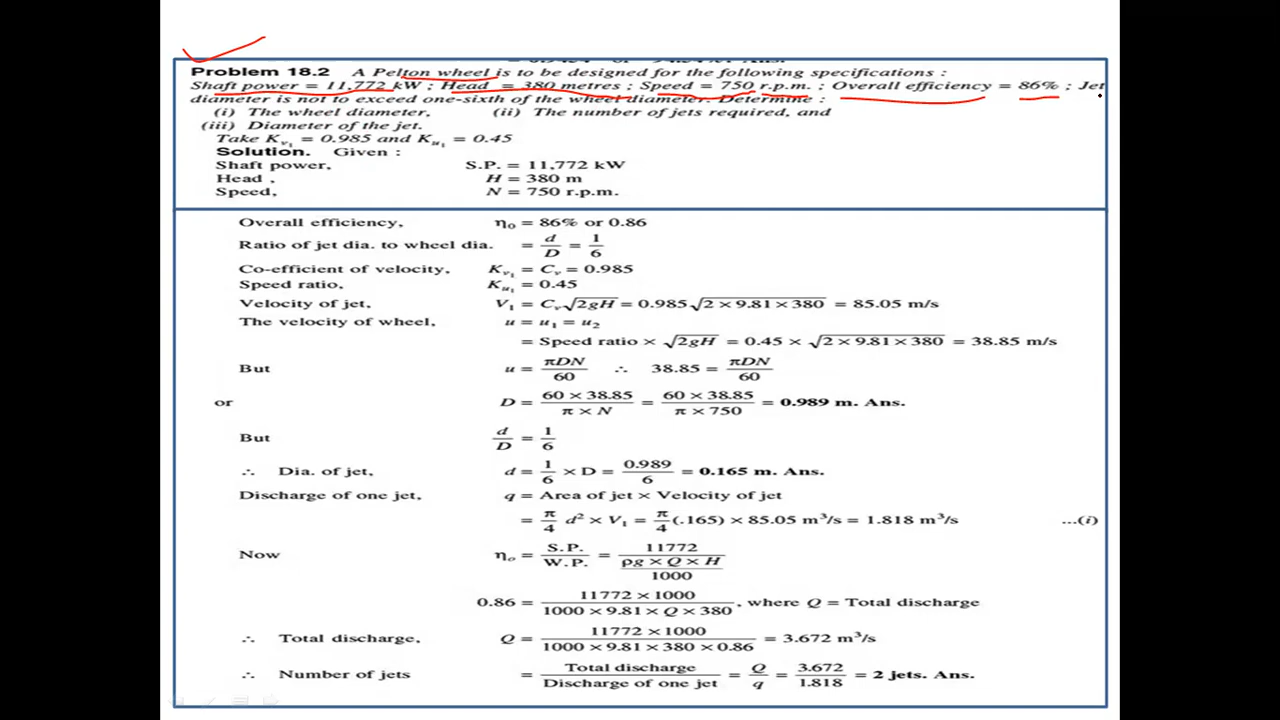 Problem 18.2 A Pelton wheel is to be designed for the following specifications :
Shaft power = 11,772 kW ; Head = 380 metres ; Speed = 750 r.p.m. ; Overall efficiency = 86% ; Jet
diameter is not to exceed one-sixth of the wheel diameter. Determine :
(i) The wheel diameter, (ii) The number of jets required, and
(iii) Diameter of the jet.
Take Kv₁ = 0.985 and Ku₁ = 0.45
Solution. Given :
Shaft power, S.P. = 11,772 kW
Head , H = 380 m
Speed, N = 750 r.p.m.
Overall efficiency, η₀ = 86% or 0.86
Ratio of jet dia. to wheel dia. = d/D = 1/6
Co-efficient of velocity, Kv₁ = Cv = 0.985
Speed ratio, Ku₁ = 0.45
Velocity of jet, V₁ = Cv√2gH = 0.985√2 × 9.81 × 380 = 85.05 m/s
The velocity of wheel, u = u₁ = u₂
= Speed ratio × √2gH = 0.45 × √2 × 9.81 × 380 = 38.85 m/s
But u = πDN/60 ∴ 38.85 = πDN/60
or D = 60 × 38.85/π × N = 60 × 38.85/π × 750 = 0.989 m. Ans.
But d/D = 1/6
∴ Dia. of jet, d = 1/6 × D = 0.989/6 = 0.165 m. Ans.
Discharge of one jet, q = Area of jet × Velocity of jet
= π/4 d² × V₁ = π/4 (.165) × 85.05 m³/s = 1.818 m³/s ...(i)
Now ηₒ = S.P./W.P. = 11772/(ρg × Q × H/1000)
0.86 = 11772 × 1000/1000 × 9.81 × Q × 380, where Q = Total discharge
∴ Total discharge, Q = 11772 × 1000/1000 × 9.81 × 380 × 0.86 = 3.672 m³/s
∴ Number of jets = Total discharge/Discharge of one jet = Q/q = 3.672/1.818 = 2 jets. Ans.